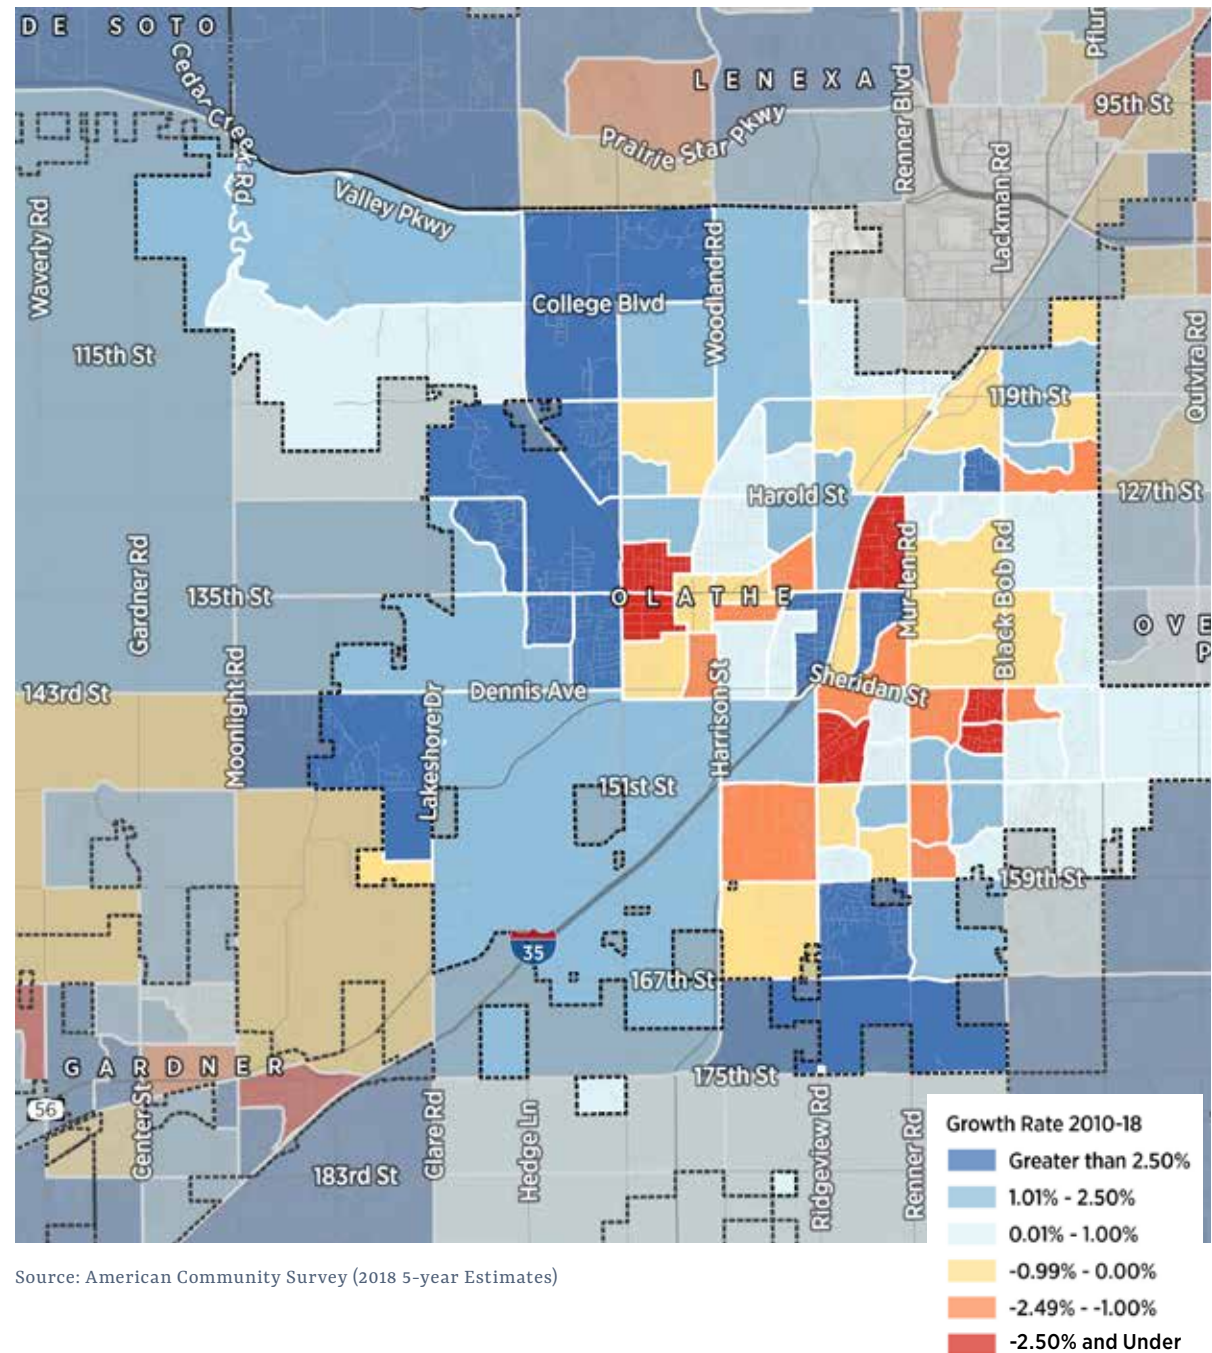 DE SOTO
Cedar Creek Rd
LENEXA
Renner Blvd
95th St
Prairie Star Pkwy
Lackman Rd
Valley Pkwy
Waverly Rd
Woodland Rd
College Blvd
Quivira Rd
115th St
119th St
Harold St
127th St
Gardner Rd
Mur-len Rd
Black Bob Rd
135th St
OLATHE
OVE
P
143rd St
Moonlight Rd
Lakeshore Dr
Dennis Ave
Harrison St
Sheridan St
151st St
159th St
35
167th St
GARDNER
175th St
56
Center St
Clare Rd
Hedge Ln
Ridgeview Rd
Renner Rd
183rd St
Growth Rate 2010-18
Greater than 2.50%
1.01% - 2.50%
0.01% - 1.00%
-0.99% - 0.00%
-2.49% - -1.00%
-2.50% and Under
Source: American Community Survey (2018 5-year Estimates)